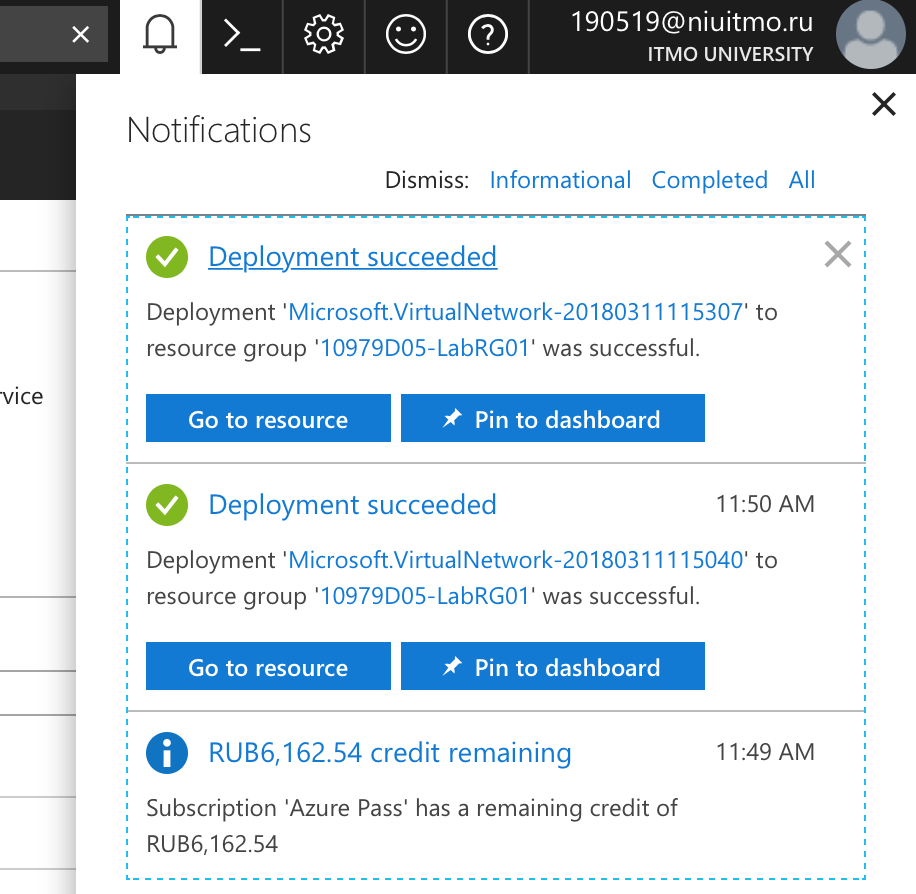 190519@niuitmo.ru
ITMO UNIVERSITY
Notifications
Dismiss: Informational Completed All
Deployment succeeded
Deployment 'Microsoft.VirtualNetwork-20180311115307' to
resource group '10979D05-LabRG01' was successful.
Go to resource Pin to dashboard
rvice
Deployment succeeded 11:50 AM
Deployment 'Microsoft.VirtualNetwork-20180311115040' to
resource group '10979D05-LabRG01' was successful.
Go to resource Pin to dashboard
RUB6,162.54 credit remaining 11:49 AM
Subscription 'Azure Pass' has a remaining credit of
RUB6,162.54